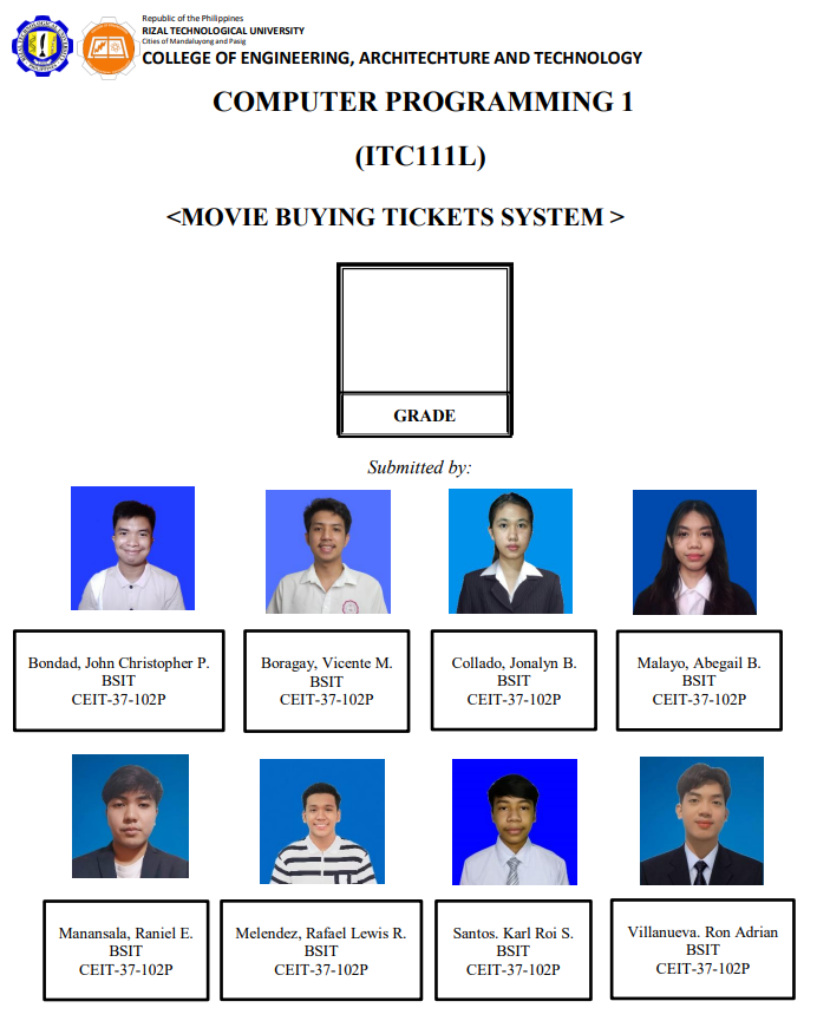 Republic of the Philippines
RIZAL TECHNOLOGICAL UNIVERSITY
Cities of Mandaluyong and Pasig
COLLEGE OF ENGINEERING, ARCHITECHTURE AND TECHNOLOGY
COMPUTER PROGRAMMING 1
(ITC111L)
<MOVIE BUYING TICKETS SYSTEM >
GRADE
Submitted by:
Bondad, John Christopher P.
BSIT
CEIT-37-102P
Boragay, Vicente M.
BSIT
CEIT-37-102P
Collado, Jonalyn B.
BSIT
CEIT-37-102P
Malayo, Abegail B.
BSIT
CEIT-37-102P
Manansala, Raniel E.
BSIT
CEIT-37-102P
Melendez, Rafael Lewis R.
BSIT
CEIT-37-102P
Santos. Karl Roi S.
BSIT
CEIT-37-102P
Villanueva. Ron Adrian
BSIT
CEIT-37-102P